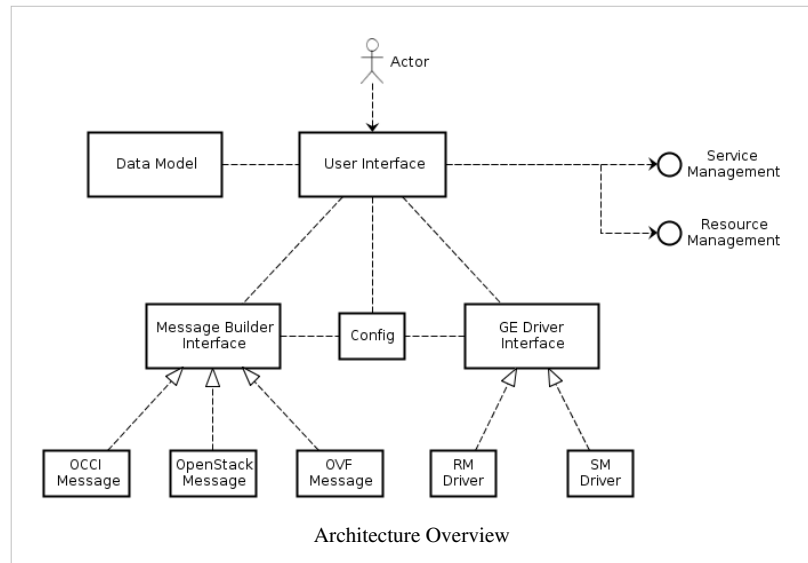 Actor
Data Model
User Interface
Service
Management
Resource
Management
Message Builder
Interface
Config
GE Driver
Interface
OCCI
Message
OpenStack
Message
OVF
Message
RM
Driver
SM
Driver
Architecture Overview